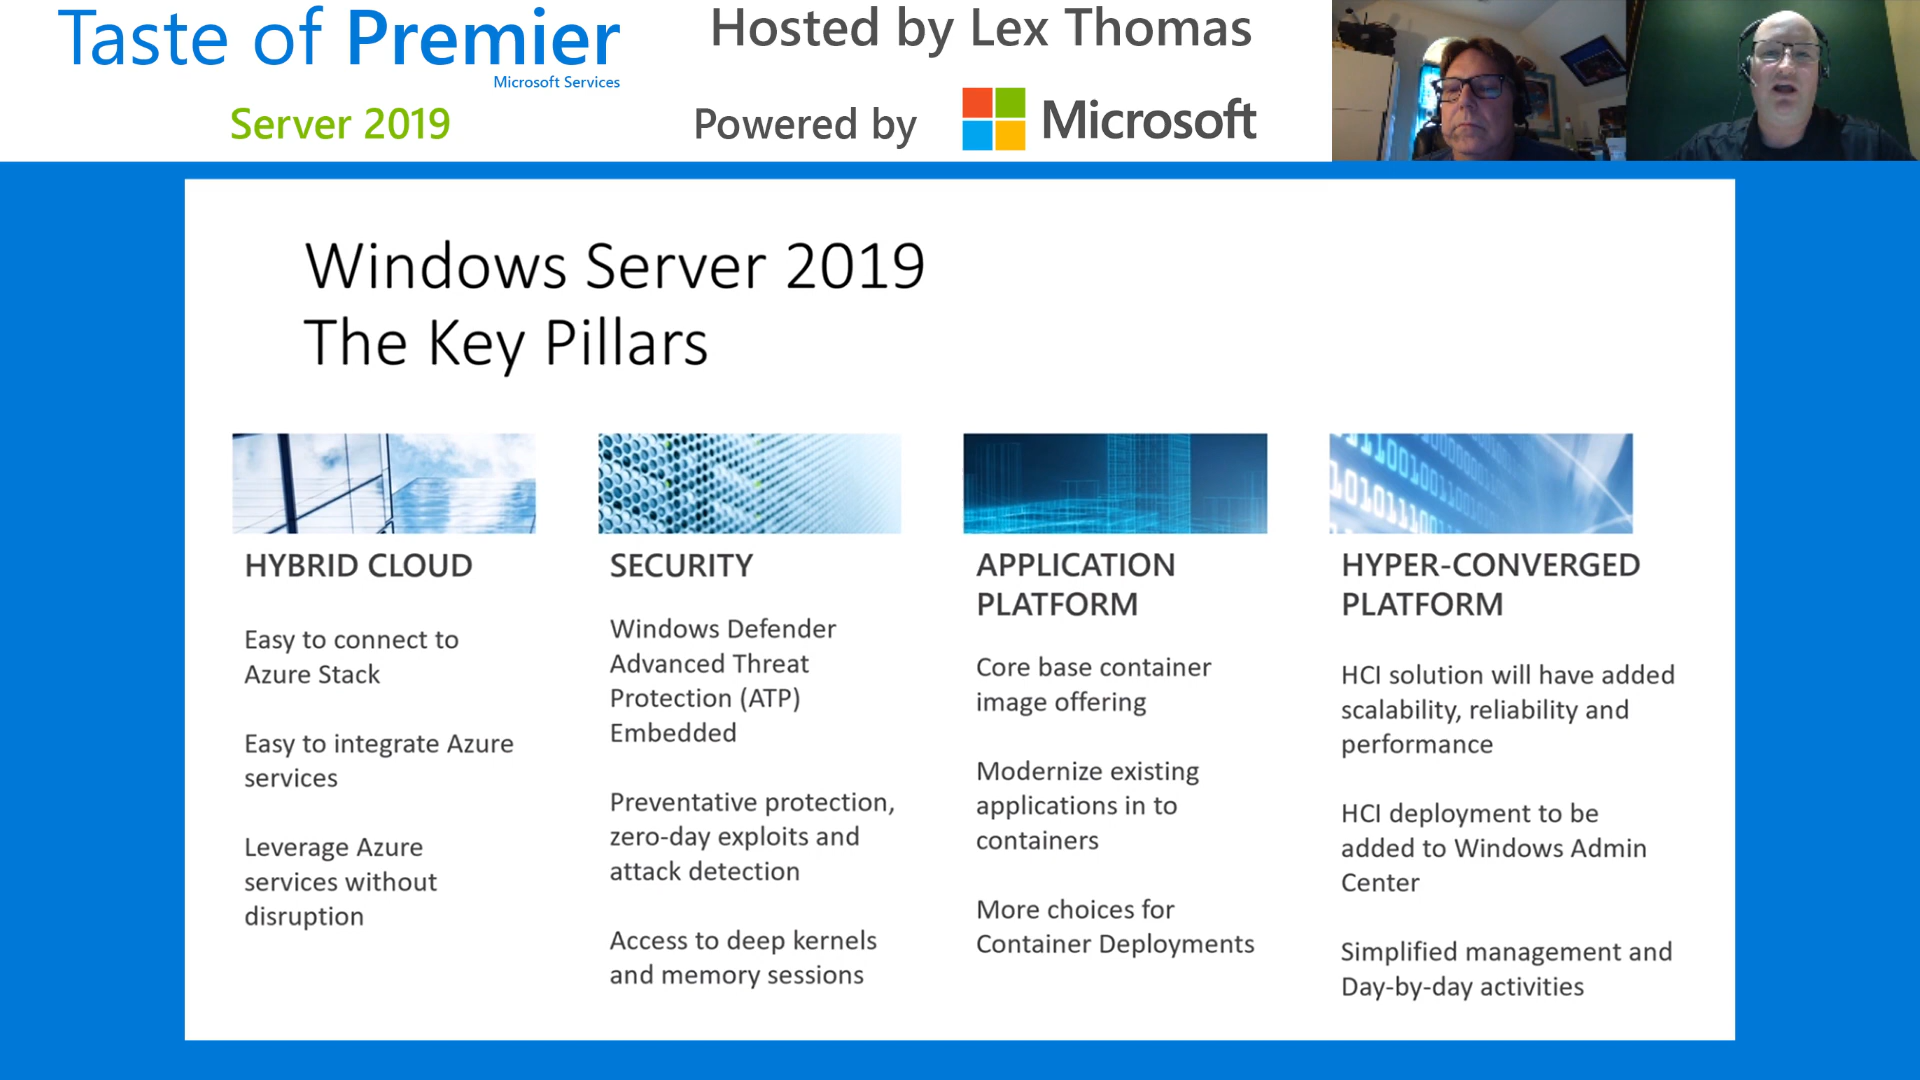 Taste of Premier
Microsoft Services
Server 2019
Hosted by Lex Thomas
Powered by Microsoft
Windows Server 2019
The Key Pillars
HYBRID CLOUD
Easy to connect to
Azure Stack
Easy to integrate Azure
services
Leverage Azure
services without
disruption
SECURITY
Windows Defender
Advanced Threat
Protection (ATP)
Embedded
Preventative protection,
zero-day exploits and
attack detection
Access to deep kernels
and memory sessions
APPLICATION
PLATFORM
Core base container
image offering
Modernize existing
applications in to
containers
More choices for
Container Deployments
HYPER-CONVERGED
PLATFORM
HCI solution will have added
scalability, reliability and
performance
HCI deployment to be
added to Windows Admin
Center
Simplified management and
Day-by-day activities